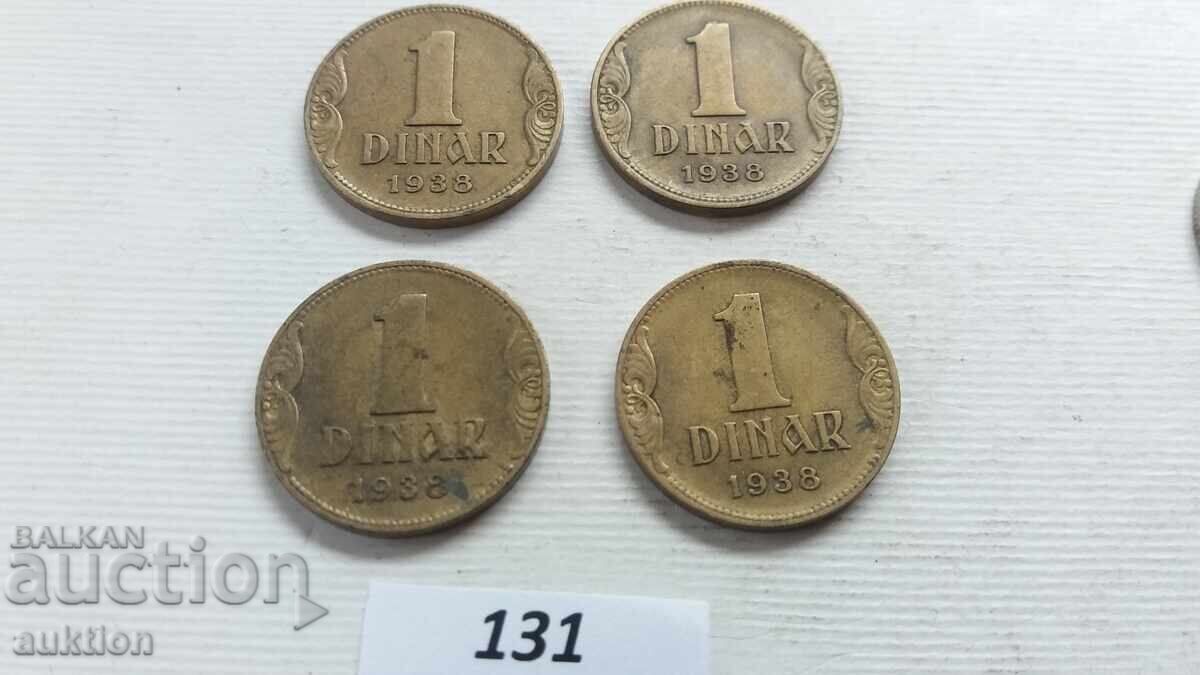 1
DINAR
1938
1
DINAR
1938
1
DINAR
1938
1
DINAR
1938
BALKAN
auction
auktion
131